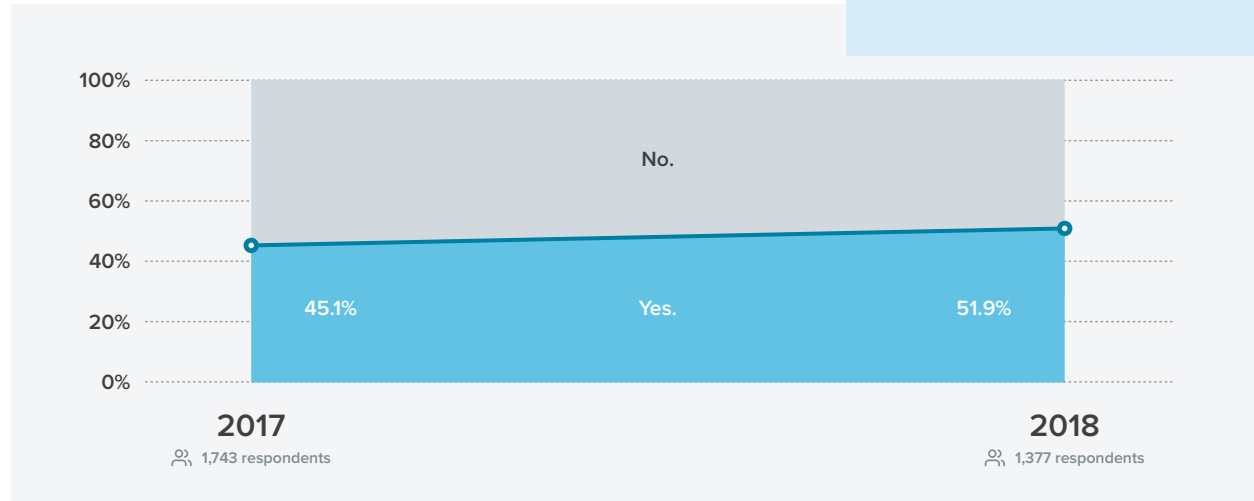 100%
80%
No.
60%
40%
45.1% Yes. 51.9%
20%
0%
2017 2018
1,743 respondents 1,377 respondents